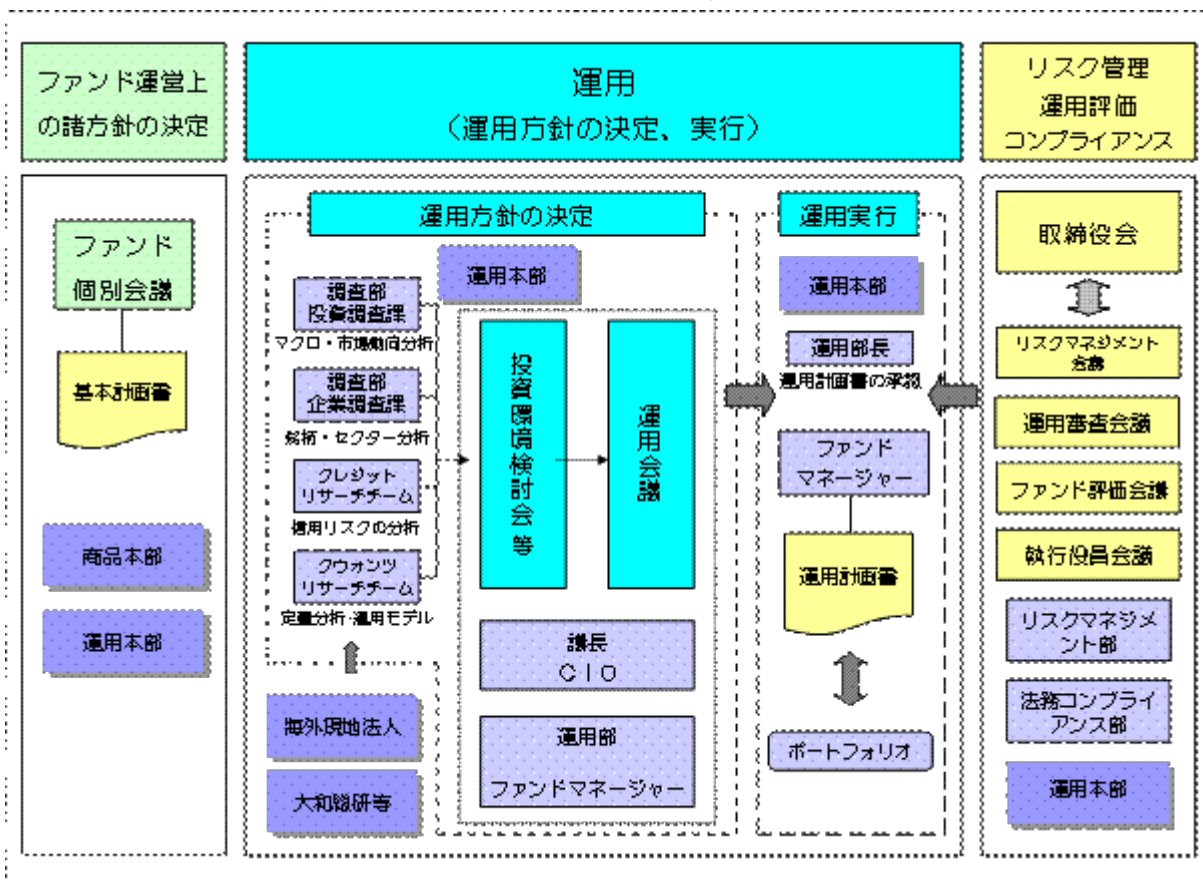 ファンド運営上
の諸方針の決定
運用
（運用方針の決定、実行）
リスク管理
運用評価
コンプライアンス
ファンド
個別会議
基本計画書
商品本部
運用本部
運用方針の決定
運用本部
調査部
投資調査課
マクロ・市場動向分析
調査部
企業調査課
銘柄・セクター分析
クレジット
リサーチチーム
信用リスクの分析
クウォンツ
リサーチチーム
定量分析・運用モデル
海外現地法人
大和総研等
投資環境検討会等
運用会議
議長
ＣＩＯ
運用部
ファンドマネージャー
運用実行
運用本部
運用部長
運用計画書の承認
ファンド
マネージャー
運用計画書
ポートフォリオ
取締役会
リスクマネジメント
会議
運用審査会議
ファンド評価会議
執行役員会議
リスクマネジメ
ント部
法務コンプライ
アンス部
運用本部